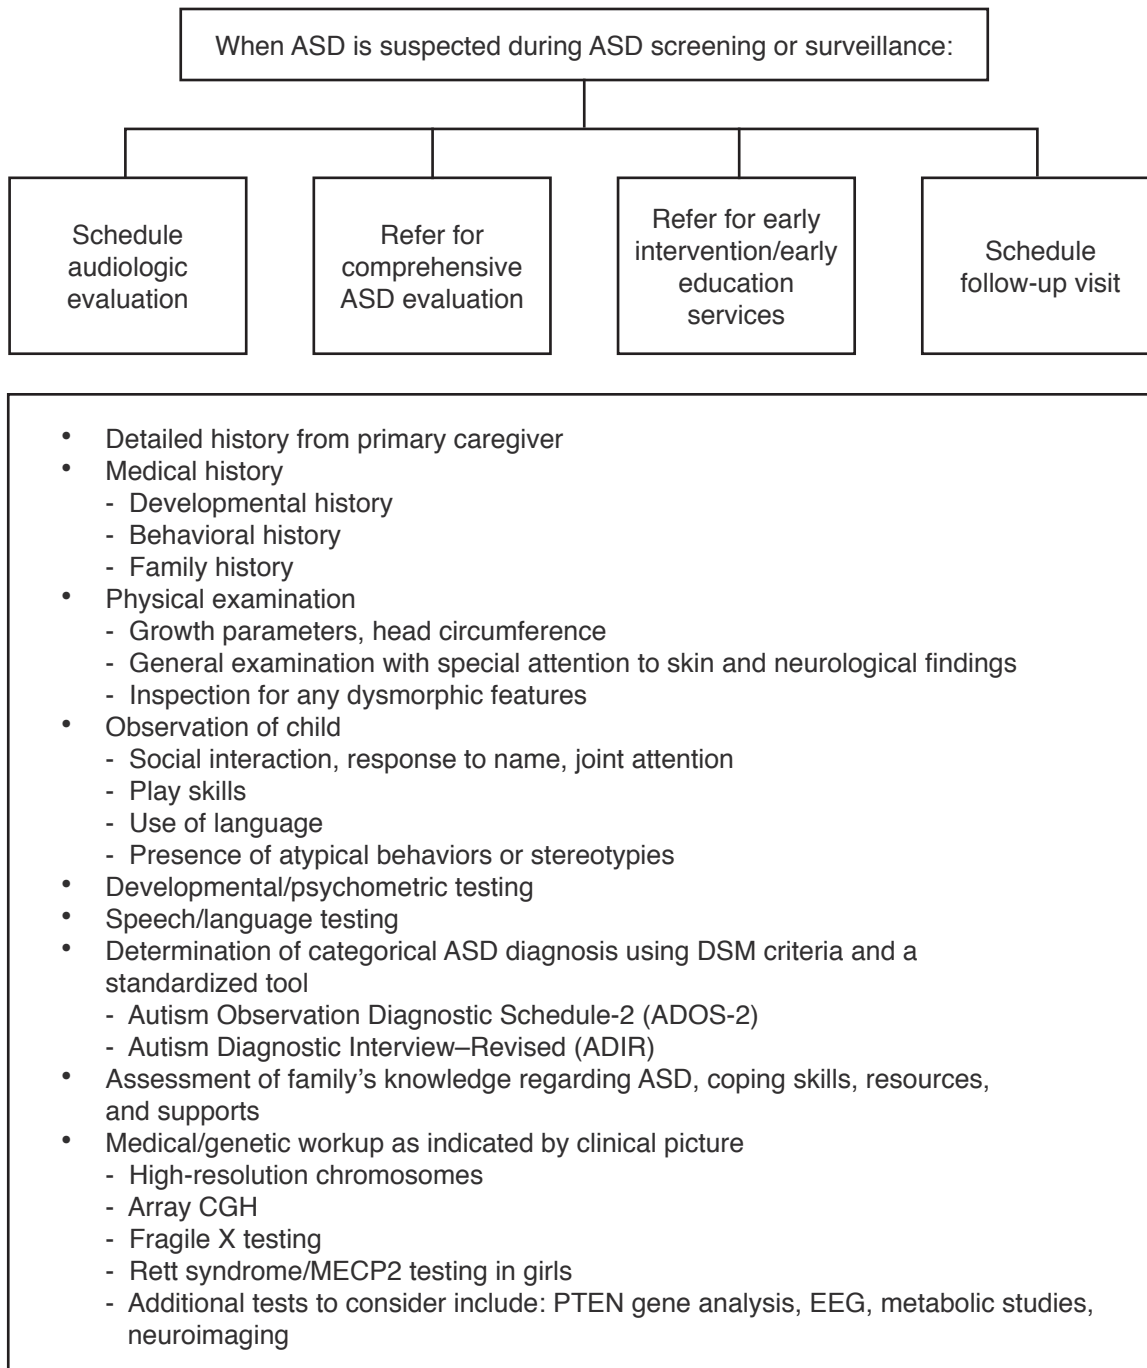 When ASD is suspected during ASD screening or surveillance:
Schedule
audiologic
evaluation
Refer for
comprehensive
ASD evaluation
Refer for early
intervention/early
education
services
Schedule
follow-up visit
• Detailed history from primary caregiver
• Medical history
- Developmental history
- Behavioral history
- Family history
• Physical examination
- Growth parameters, head circumference
- General examination with special attention to skin and neurological findings
- Inspection for any dysmorphic features
• Observation of child
- Social interaction, response to name, joint attention
- Play skills
- Use of language
- Presence of atypical behaviors or stereotypies
• Developmental/psychometric testing
• Speech/language testing
• Determination of categorical ASD diagnosis using DSM criteria and a
standardized tool
- Autism Observation Diagnostic Schedule-2 (ADOS-2)
- Autism Diagnostic Interview–Revised (ADIR)
• Assessment of family’s knowledge regarding ASD, coping skills, resources,
and supports
• Medical/genetic workup as indicated by clinical picture
- High-resolution chromosomes
- Array CGH
- Fragile X testing
- Rett syndrome/MECP2 testing in girls
- Additional tests to consider include: PTEN gene analysis, EEG, metabolic studies,
neuroimaging